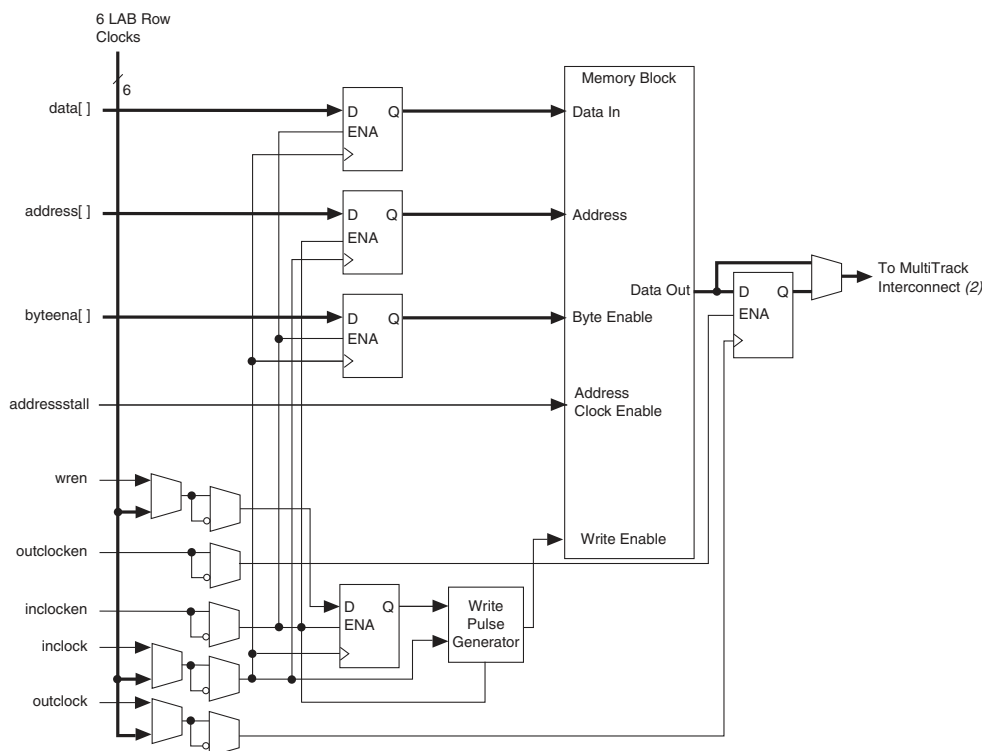 6 LAB Row
Clocks
6
data[ ]
D Q
ENA
Memory Block
Data In
address[ ]
D Q
ENA
Address
byteena[ ]
D Q
ENA
Data Out
Byte Enable
D Q
ENA
To MultiTrack
Interconnect (2)
addressstall
Address
Clock Enable
wren
outclocken
Write Enable
inclocken
D Q
ENA
Write
Pulse
Generator
inclock
outclock